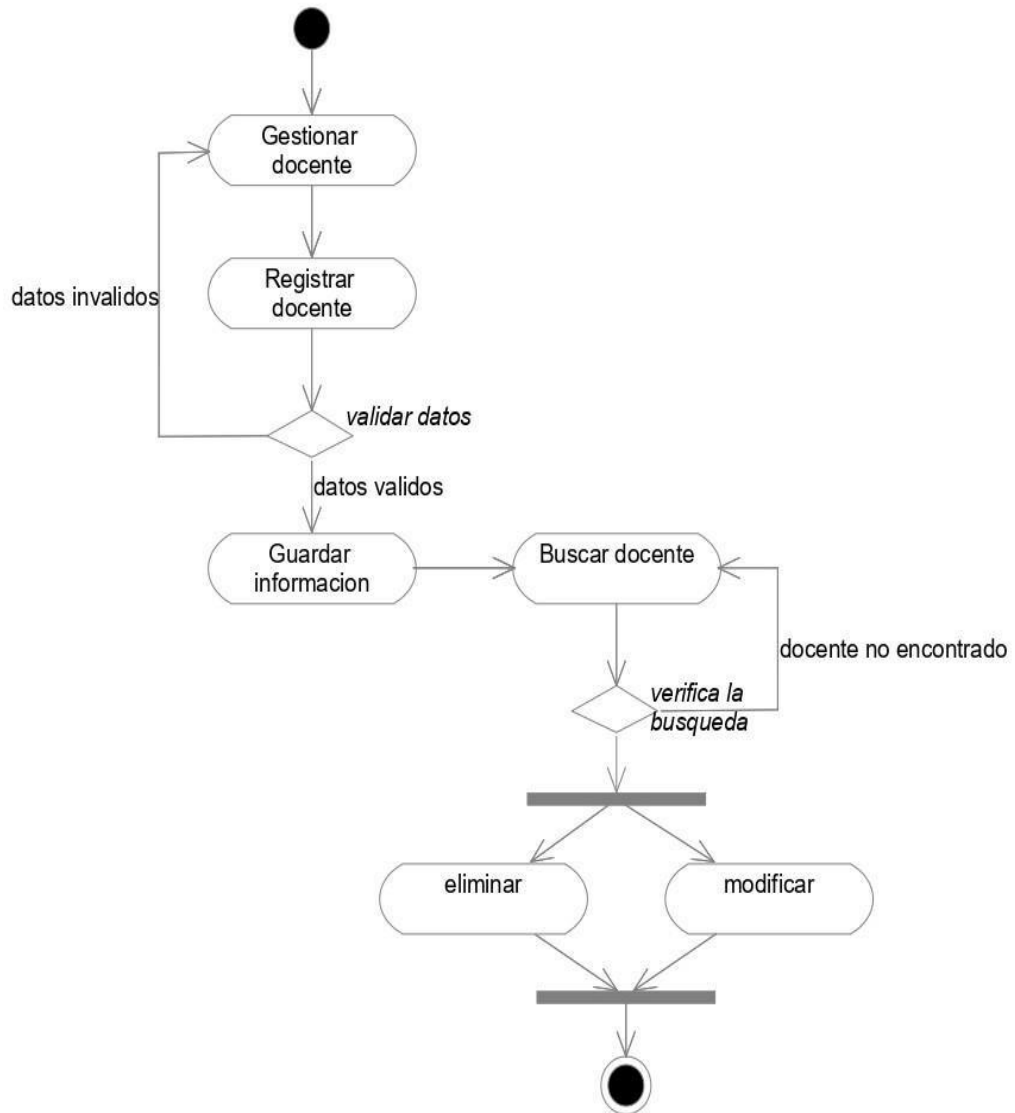 Gestionar
docente
Registrar
docente
datos invalidos
validar datos
datos validos
Guardar
informacion
Buscar docente
docente no encontrado
verifica la
busqueda
eliminar
modificar